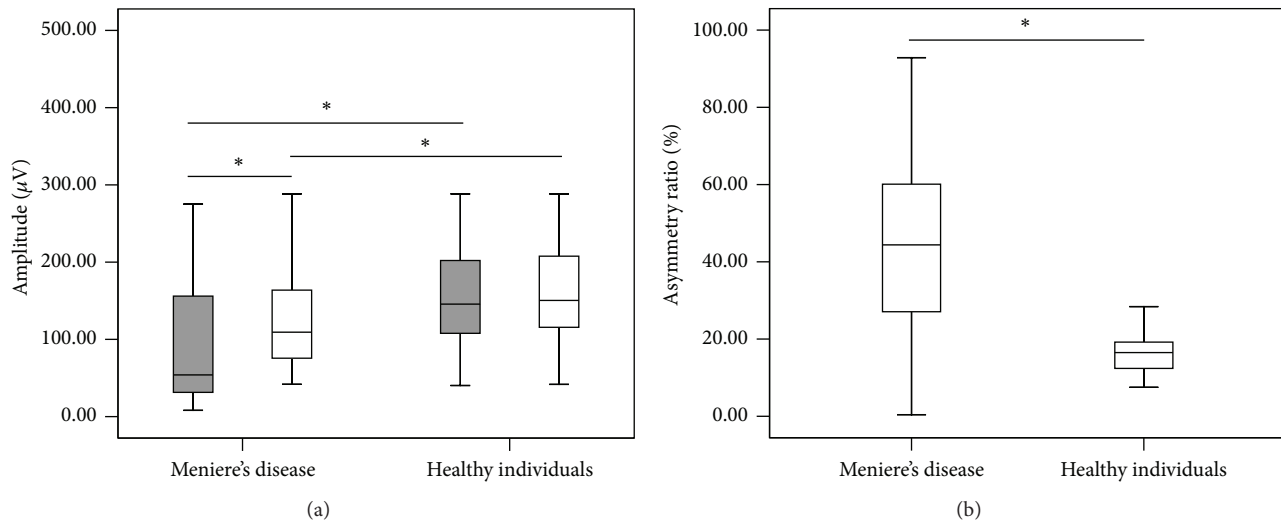 500.00
400.00
300.00
200.00
100.00
0.00
Amplitude (μV)
*
*
*
Meniere's disease
Healthy individuals
(a)
100.00
80.00
60.00
40.00
20.00
0.00
Asymmetry ratio (%)
*
Meniere's disease
Healthy individuals
(b)